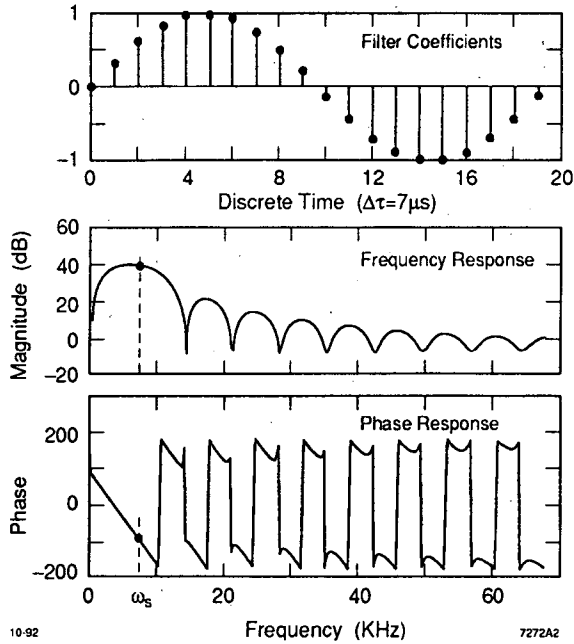 1
Filter Coefficients
0
-1
0 4 8 12 16 20
Discrete Time (Δτ=7μs)
60
Frequency Response
40
20
0
-20
Magnitude (dB)
200
Phase Response
0
-200
Phase
0 ωs 20 40 60
Frequency (KHz)
10-92
7272A2